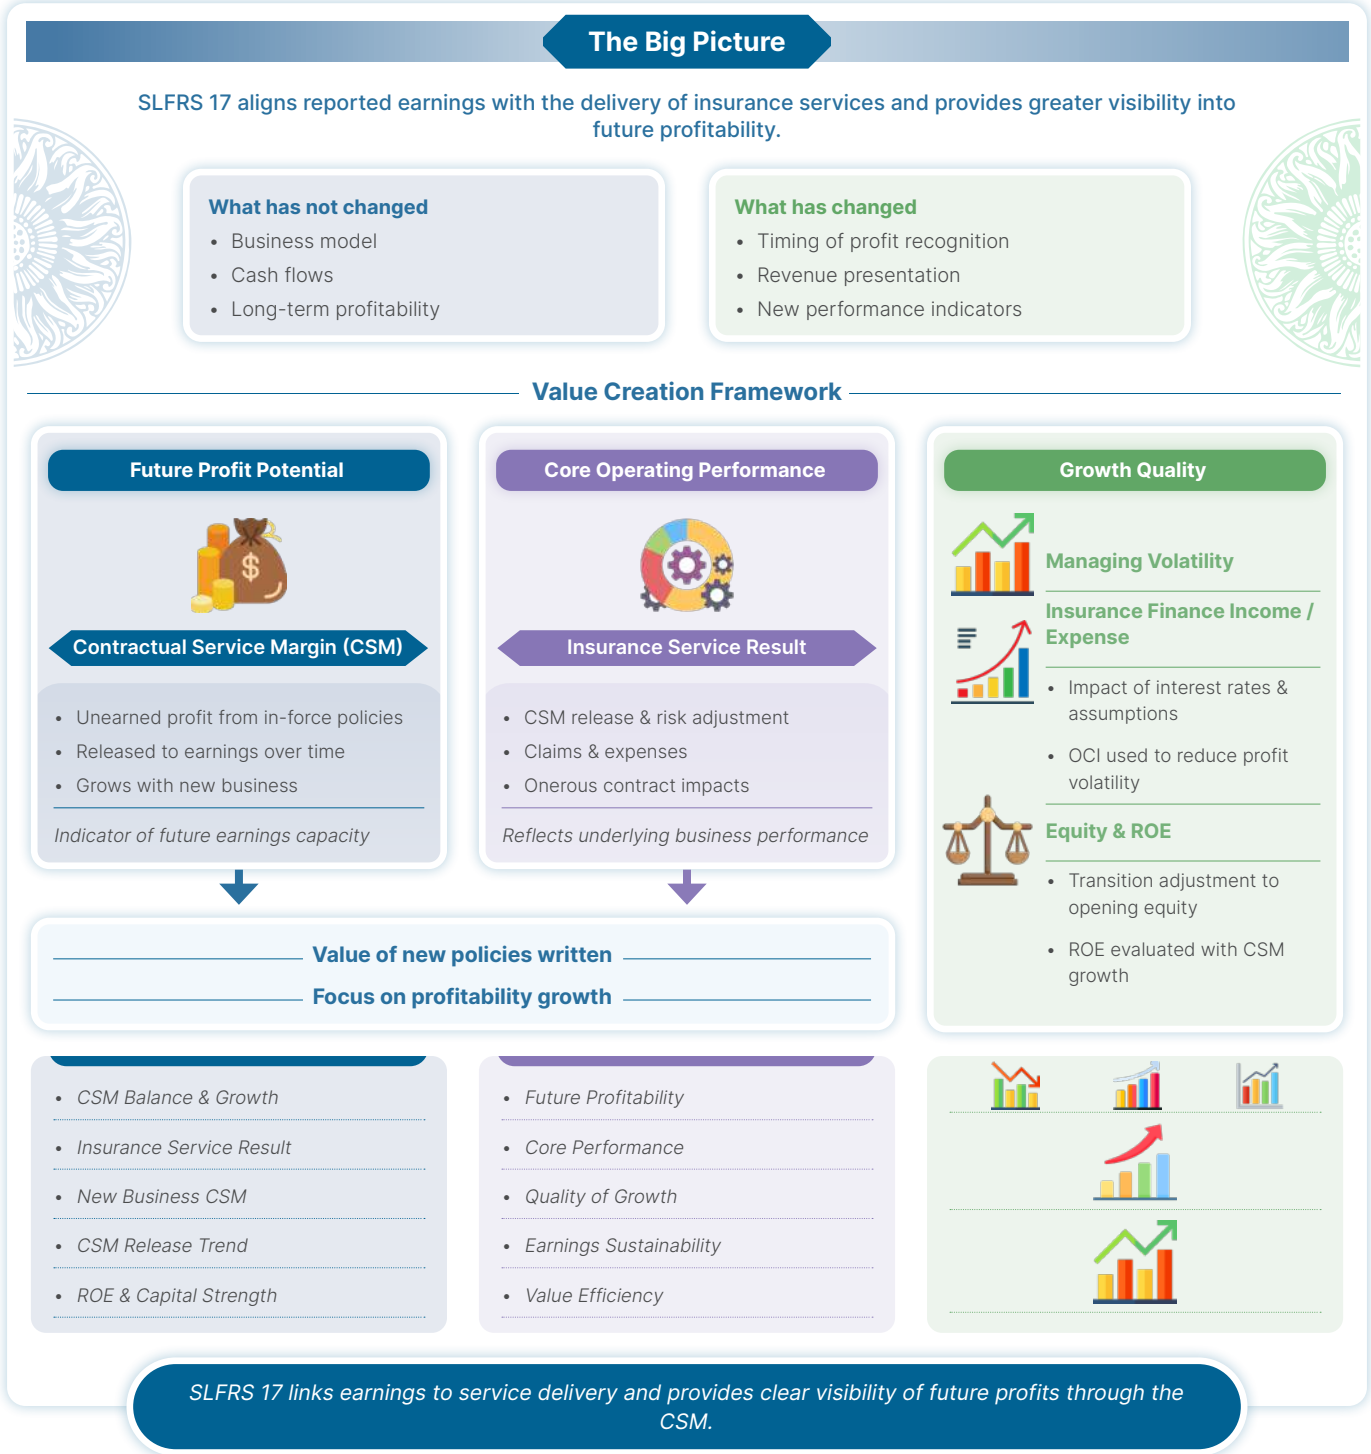 The Big Picture
SLFRS 17 aligns reported earnings with the delivery of insurance services and provides greater visibility into
future profitability.
What has not changed
• Business model
• Cash flows
• Long-term profitability
What has changed
• Timing of profit recognition
• Revenue presentation
• New performance indicators
Value Creation Framework
Future Profit Potential
$
Contractual Service Margin (CSM)
• Unearned profit from in-force policies
• Released to earnings over time
• Grows with new business
Indicator of future earnings capacity
Core Operating Performance
Insurance Service Result
• CSM release & risk adjustment
• Claims & expenses
• Onerous contract impacts
Reflects underlying business performance
Growth Quality
Managing Volatility
Insurance Finance Income /
Expense
• Impact of interest rates &
assumptions
• OCI used to reduce profit
volatility
Equity & ROE
• Transition adjustment to
opening equity
• ROE evaluated with CSM
growth
Value of new policies written
Focus on profitability growth
• CSM Balance & Growth
• Insurance Service Result
• New Business CSM
• CSM Release Trend
• ROE & Capital Strength
• Future Profitability
• Core Performance
• Quality of Growth
• Earnings Sustainability
• Value Efficiency
SLFRS 17 links earnings to service delivery and provides clear visibility of future profits through the
CSM.